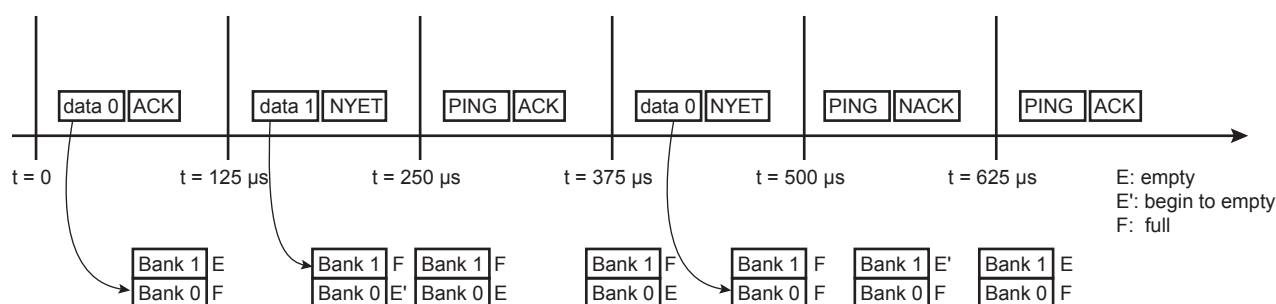 data 0 ACK data 1 NYET PING ACK data 0 NYET PING NACK PING ACK
t = 0 t = 125 μs t = 250 μs t = 375 μs t = 500 μs t = 625 μs
E: empty
E': begin to empty
F: full
Bank 1 E Bank 1 F Bank 1 F Bank 1 F Bank 1 F Bank 1 E' Bank 1 E
Bank 0 F Bank 0 E' Bank 0 E Bank 0 E Bank 0 F Bank 0 F Bank 0 F